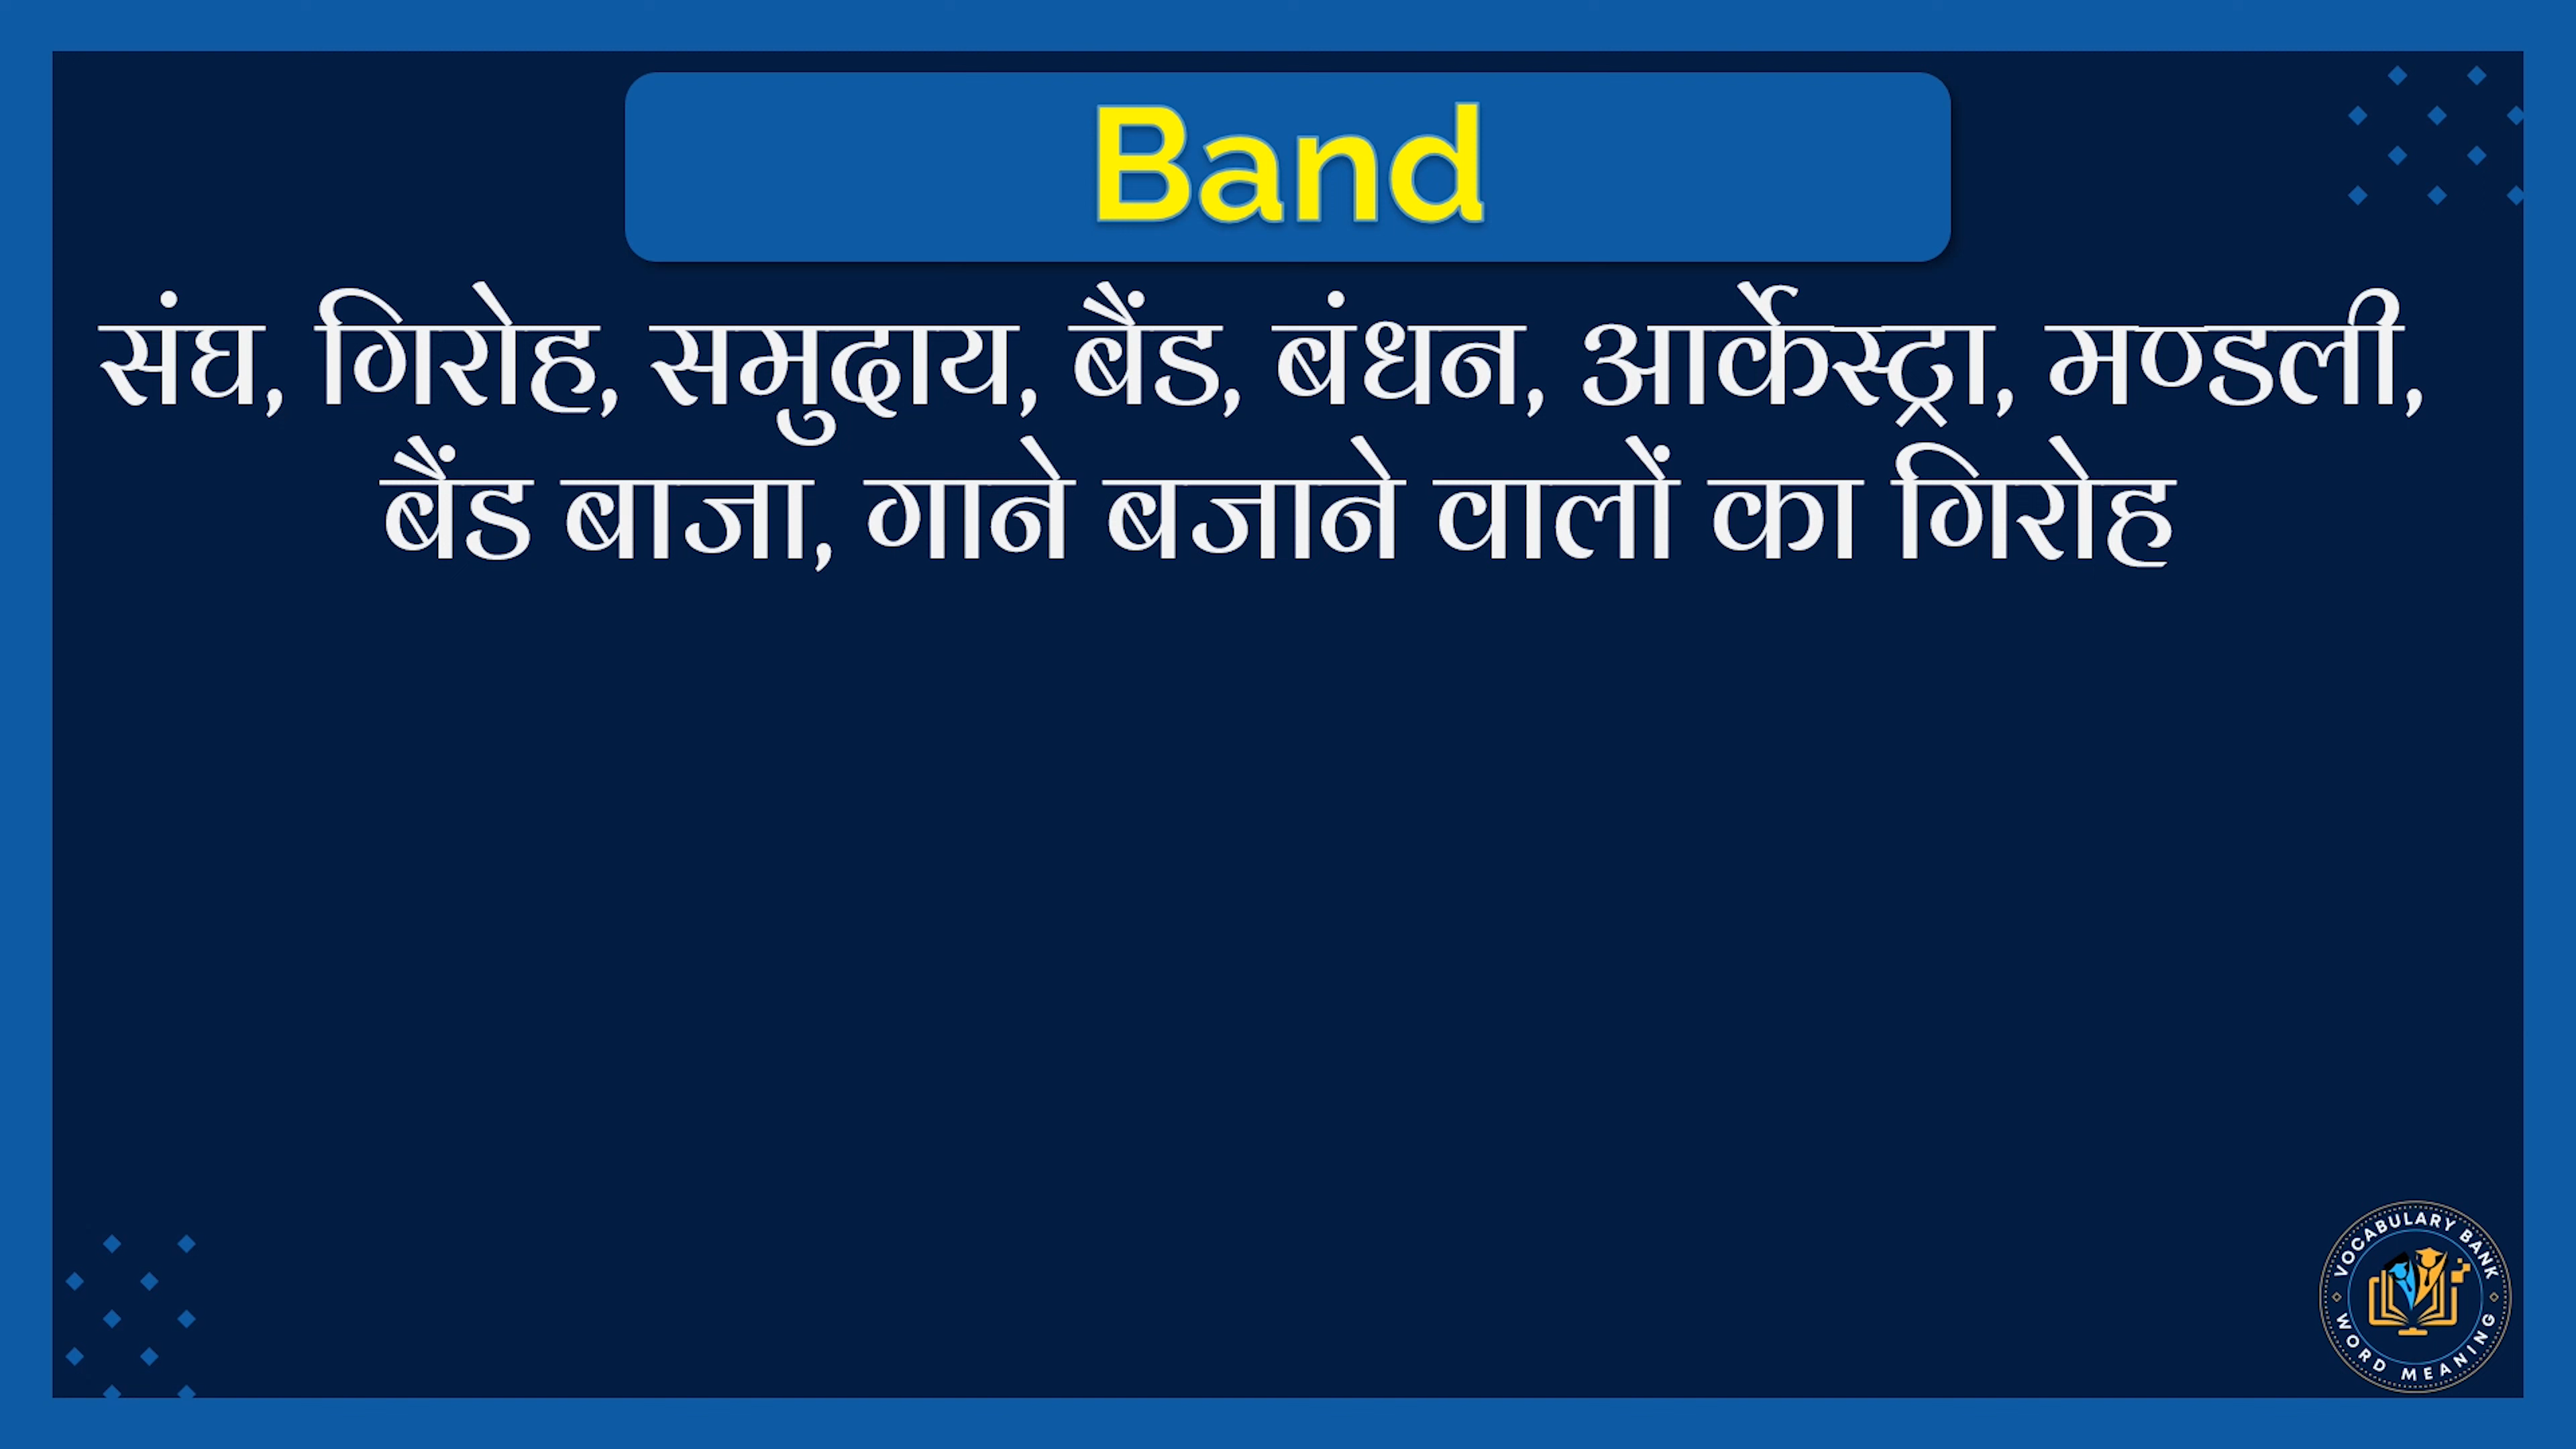 Band
संघ, गिरोह, समुदाय, बैंड, बंधन, आर्केस्ट्रा, मण्डली,
बैंड बाजा, गाने बजाने वालों का गिरोह
VOCABULARY BANK
WORD MEANING